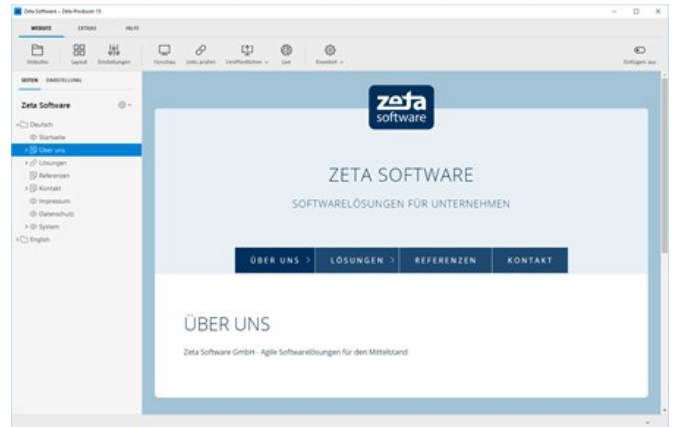 Zeta Software - Zeta Producer 15
WEBSITE EXTRAS HILFE
Websites Layout Einstellungen Vorschau Links prüfen Veröffentlichen Live Erweitert Einfügen aus
SEITEN DARSTELLUNG
Zeta Software
Deutsch
Startseite
Über uns
Lösungen
Referenzen
Kontakt
Impressum
Datenschutz
System
English
zeta
software
ZETA SOFTWARE
SOFTWARELÖSUNGEN FÜR UNTERNEHMEN
ÜBER UNS > LÖSUNGEN > REFERENZEN KONTAKT
ÜBER UNS
Zeta Software GmbH - Agile Softwarelösungen für den Mittelstand